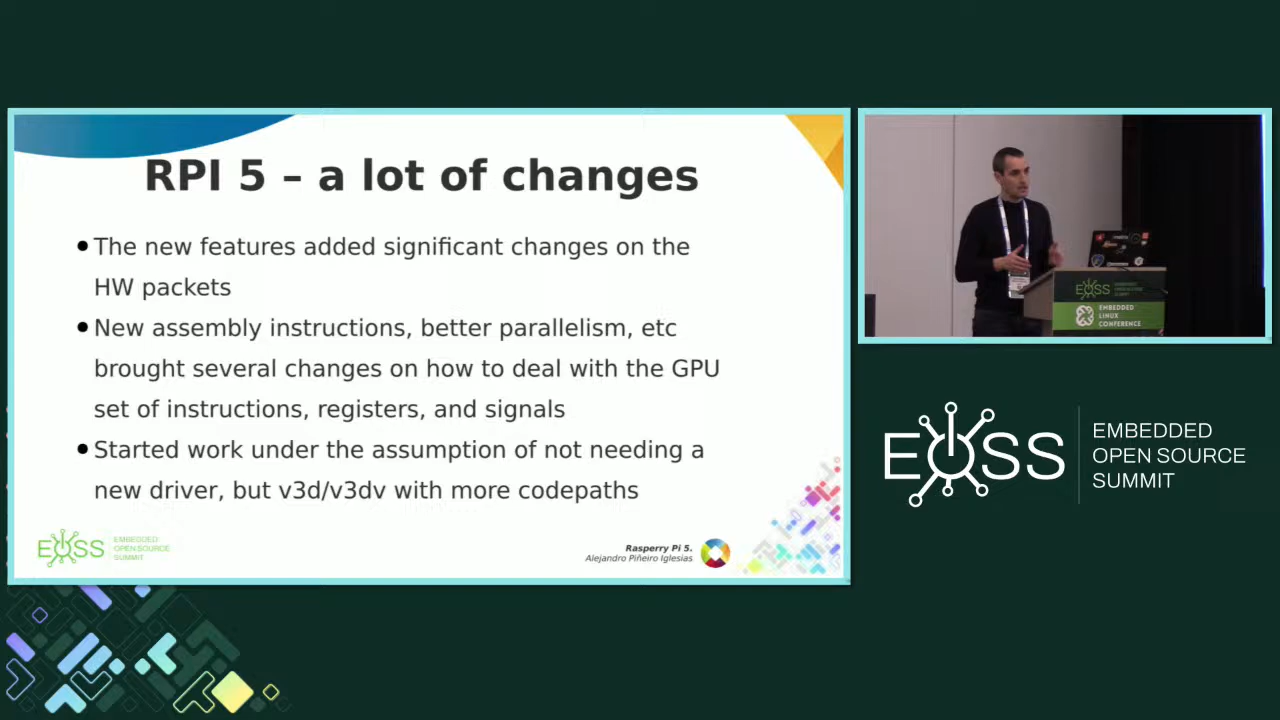 RPI 5 – a lot of changes
The new features added significant changes on the
HW packets
New assembly instructions, better parallelism, etc
brought several changes on how to deal with the GPU
set of instructions, registers, and signals
Started work under the assumption of not needing a
new driver, but v3d/v3dv with more codepaths
EOSS
EMBEDDED
OPEN SOURCE
SUMMIT
Rasperry Pi 5.
Alejandro Piñeiro Iglesias
EOSS
EMBEDDED
LINUX
CONFERENCE
EOSS
EMBEDDED
OPEN SOURCE
SUMMIT